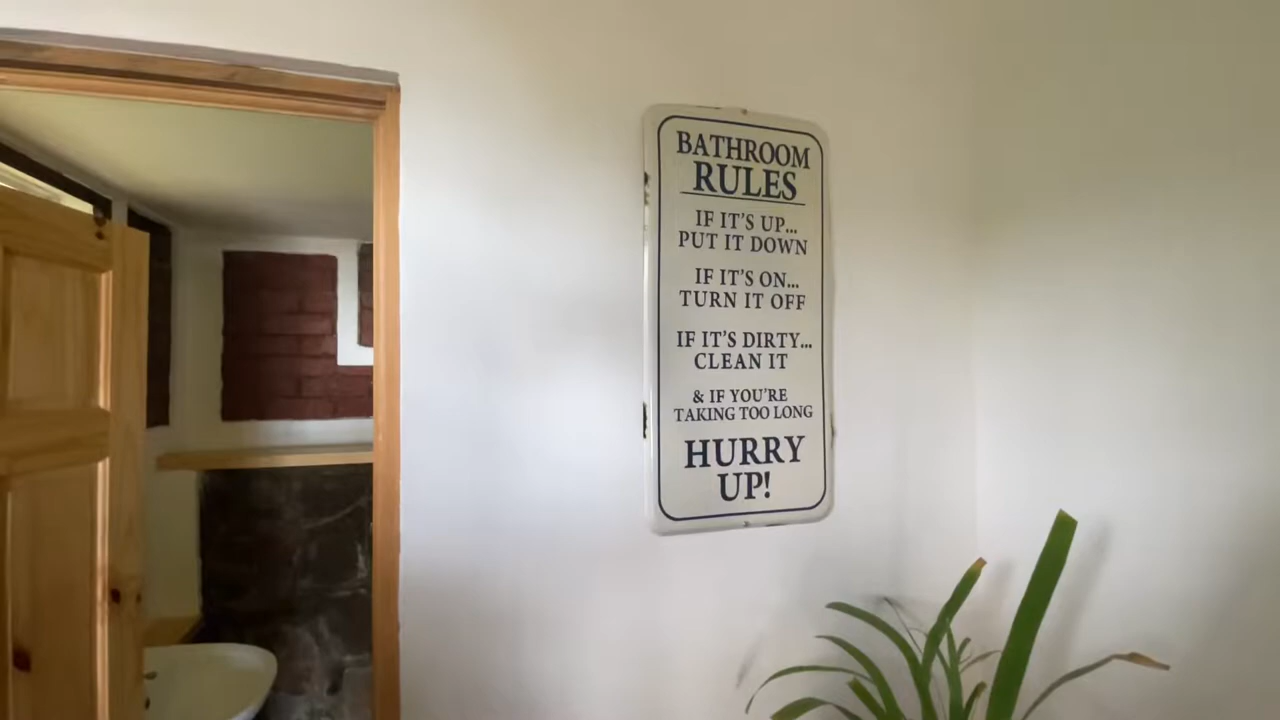 BATHROOM
RULES
IF IT'S UP...
PUT IT DOWN
IF IT'S ON...
TURN IT OFF
IF IT'S DIRTY...
CLEAN IT
& IF YOU'RE
TAKING TOO LONG
HURRY
UP!